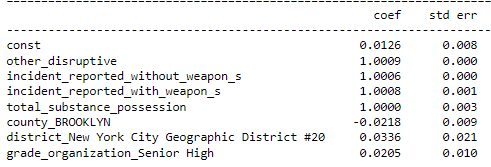 coef std err
const 0.0126 0.008
other_disruptive 1.0009 0.000
incident_reported_without_weapon_s 1.0006 0.000
incident_reported_with_weapon_s 1.0008 0.001
total_substance_possession 1.0000 0.003
county_BROOKLYN -0.0218 0.009
district_New York City Geographic District #20 0.0336 0.021
grade_organization_Senior High 0.0205 0.010